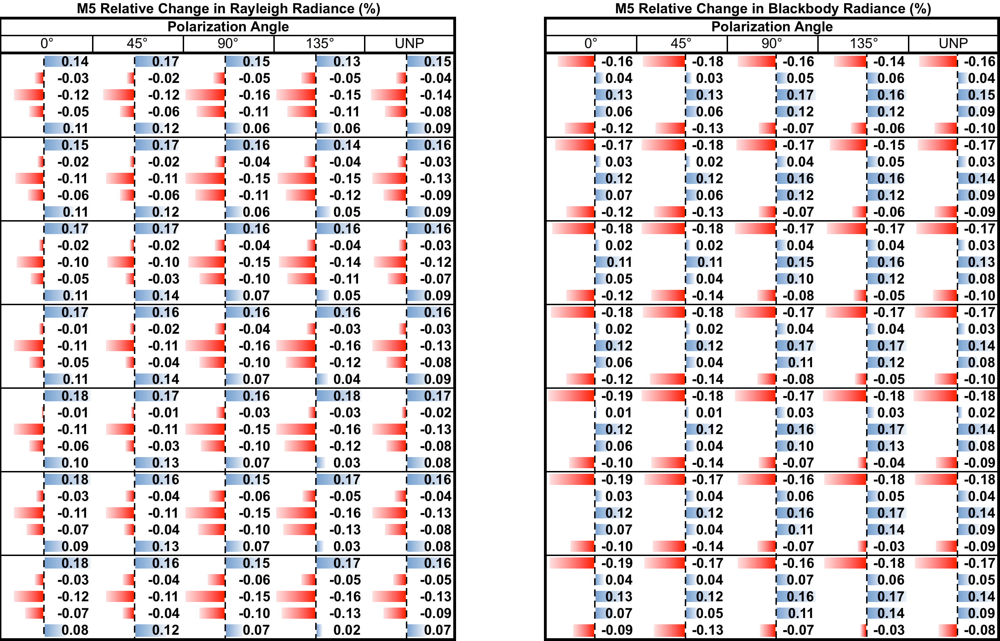 M5 Relative Change in Rayleigh Radiance (%) M5 Relative Change in Blackbody Radiance (%)
Polarization Angle Polarization Angle
0° 45° 90° 135° UNP 0° 45° 90° 135° UNP
0.14 0.17 0.15 0.13 0.15 -0.16 -0.18 -0.16 -0.14 -0.16
-0.03 -0.02 -0.05 -0.05 -0.04 0.04 0.03 0.05 0.06 0.04
-0.12 -0.12 -0.16 -0.15 -0.14 0.13 0.13 0.17 0.16 0.15
-0.05 -0.06 -0.11 -0.11 -0.08 0.06 0.06 0.12 0.12 0.09
0.11 0.12 0.06 0.06 0.09 -0.12 -0.13 -0.07 -0.06 -0.10
0.15 0.17 0.16 0.14 0.16 -0.17 -0.18 -0.17 -0.15 -0.17
-0.02 -0.02 -0.04 -0.04 -0.03 0.03 0.02 0.04 0.05 0.03
-0.11 -0.11 -0.15 -0.15 -0.13 0.12 0.12 0.16 0.16 0.14
-0.06 -0.06 -0.11 -0.12 -0.09 0.07 0.06 0.12 0.12 0.09
0.11 0.12 0.06 0.05 0.09 -0.12 -0.13 -0.07 -0.06 -0.09
0.17 0.17 0.16 0.16 0.16 -0.18 -0.18 -0.17 -0.17 -0.17
-0.02 -0.02 -0.04 -0.04 -0.03 0.02 0.02 0.04 0.04 0.03
-0.10 -0.10 -0.15 -0.14 -0.12 0.11 0.11 0.15 0.16 0.13
-0.05 -0.03 -0.10 -0.11 -0.07 0.05 0.04 0.10 0.12 0.08
0.11 0.14 0.07 0.05 0.09 -0.12 -0.14 -0.08 -0.05 -0.10
0.17 0.16 0.16 0.16 0.16 -0.18 -0.18 -0.17 -0.17 -0.17
-0.01 -0.02 -0.04 -0.03 -0.03 0.02 0.02 0.04 0.04 0.03
-0.11 -0.11 -0.16 -0.16 -0.13 0.12 0.12 0.17 0.17 0.14
-0.05 -0.04 -0.10 -0.12 -0.08 0.06 0.04 0.11 0.12 0.08
0.11 0.14 0.07 0.04 0.09 -0.12 -0.14 -0.08 -0.05 -0.10
0.18 0.17 0.16 0.18 0.17 -0.19 -0.18 -0.17 -0.18 -0.18
-0.01 -0.01 -0.03 -0.03 -0.02 0.01 0.01 0.03 0.03 0.02
-0.11 -0.11 -0.15 -0.16 -0.13 0.12 0.12 0.16 0.17 0.14
-0.06 -0.03 -0.10 -0.12 -0.08 0.06 0.04 0.10 0.13 0.08
0.10 0.13 0.07 0.03 0.08 -0.10 -0.14 -0.07 -0.04 -0.09
0.18 0.16 0.15 0.17 0.16 -0.19 -0.17 -0.16 -0.18 -0.18
-0.03 -0.04 -0.06 -0.05 -0.04 0.03 0.04 0.06 0.05 0.04
-0.11 -0.11 -0.15 -0.16 -0.13 0.12 0.12 0.16 0.17 0.14
-0.07 -0.04 -0.10 -0.13 -0.08 0.07 0.04 0.11 0.14 0.09
0.09 0.13 0.07 0.03 0.08 -0.10 -0.14 -0.07 -0.03 -0.09
0.18 0.16 0.15 0.17 0.16 -0.19 -0.17 -0.16 -0.18 -0.17
-0.03 -0.04 -0.06 -0.05 -0.05 0.04 0.04 0.07 0.06 0.05
-0.12 -0.11 -0.15 -0.16 -0.13 0.13 0.12 0.16 0.17 0.14
-0.07 -0.04 -0.10 -0.13 -0.09 0.07 0.05 0.11 0.14 0.09
0.08 0.12 0.07 0.02 0.07 -0.09 -0.13 -0.07 -0.03 -0.08